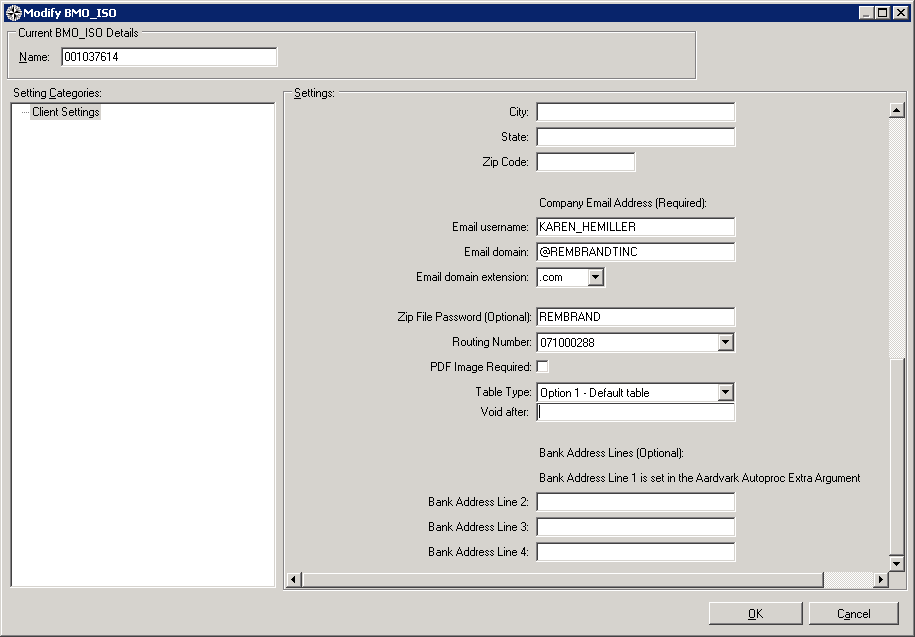 Modify BMO_ISO
Current BMO_ISO Details
Name: 001037614
Setting Categories:
Client Settings
Settings:
City:
State:
Zip Code:
Company Email Address (Required):
Email username: KAREN_HEMILLER
Email domain: @REMBRANDTINC
Email domain extension: .com
Zip File Password (Optional): REMBRAND
Routing Number: 071000288
PDF Image Required:
Table Type: Option 1 - Default table
Void after:
Bank Address Lines (Optional):
Bank Address Line 1 is set in the Aardvark Autoproc Extra Argument
Bank Address Line 2:
Bank Address Line 3:
Bank Address Line 4:
OK Cancel